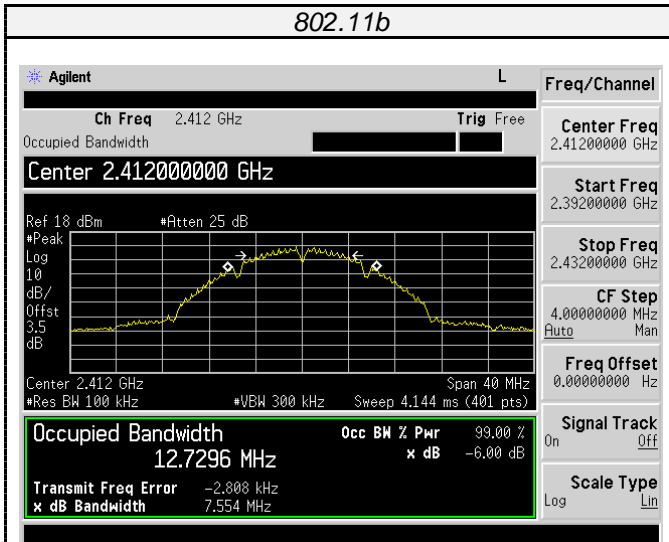 802.11b
Agilent
L
Freq/Channel
Ch Freq 2.412 GHz
Trig Free
Occupied Bandwidth
Center 2.412000000 GHz
Center Freq
2.41200000 GHz
Start Freq
2.39200000 GHz
Stop Freq
2.43200000 GHz
CF Step
4.00000000 MHz
Auto Man
Freq Offset
0.00000000 Hz
Signal Track
On Off
Scale Type
Log Lin
Ref 18 dBm
#Atten 25 dB
#Peak
Log
10
dB/
Offst
3.5
dB
Center 2.412 GHz
Span 40 MHz
#Res BW 100 kHz
#VBW 300 kHz
Sweep 4.144 ms (401 pts)
Occupied Bandwidth
12.7296 MHz
Occ BW % Pwr 99.00 %
x dB -6.00 dB
Transmit Freq Error -2.808 kHz
x dB Bandwidth 7.554 MHz